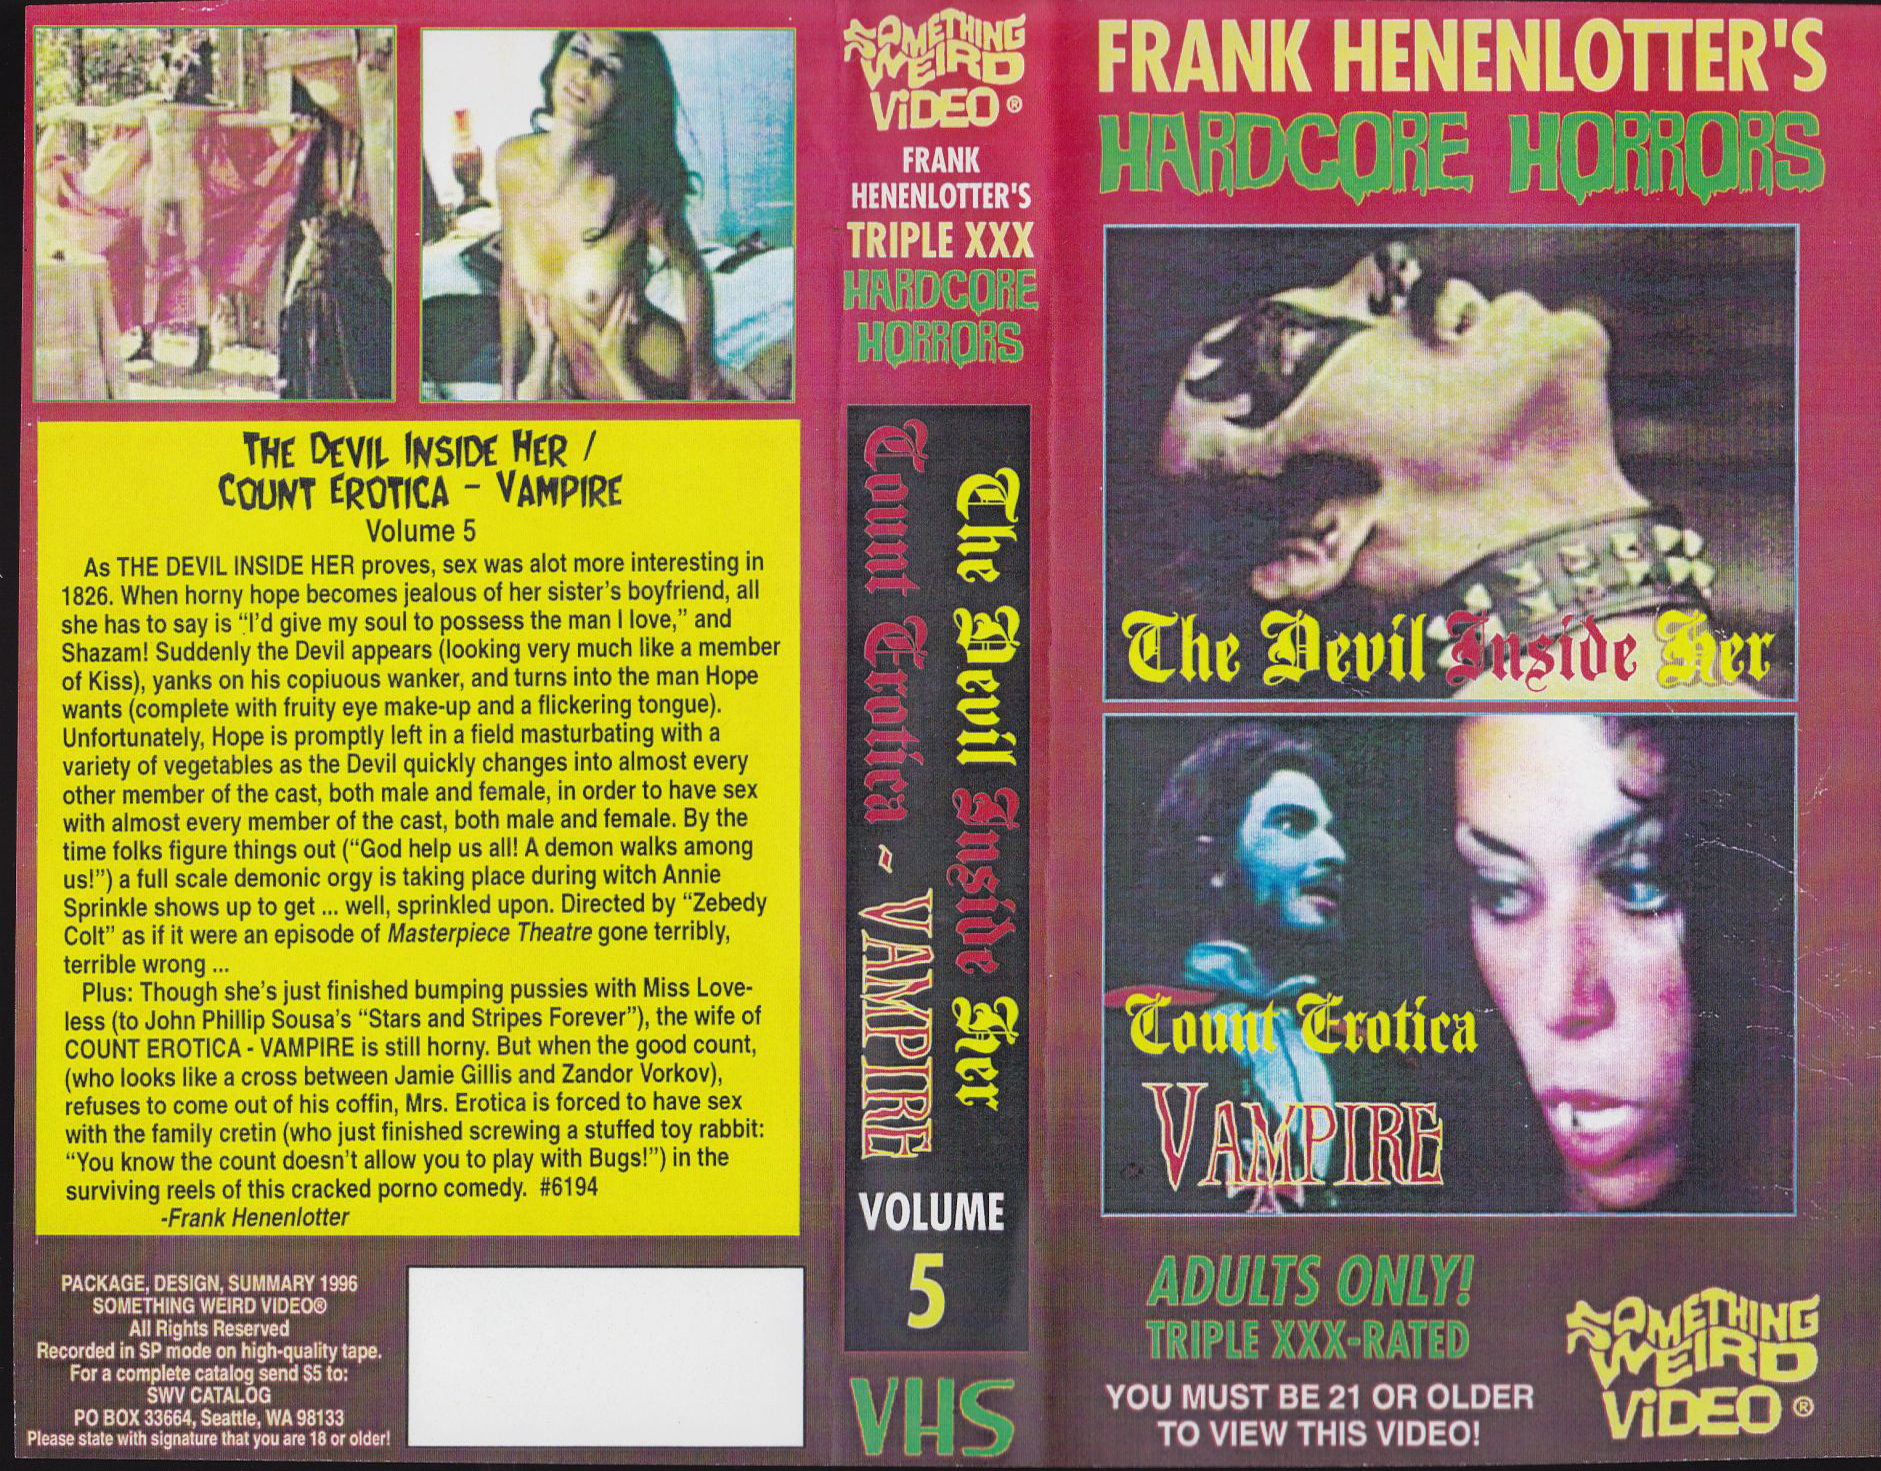 THE DEVIL INSIDE HER /
COUNT EROTICA - VAMPIRE
Volume 5
As THE DEVIL INSIDE HER proves, sex was alot more interesting in
1826. When horny hope becomes jealous of her sister's boyfriend, all
she has to say is "I'd give my soul to possess the man I love," and
Shazam! Suddenly the Devil appears (looking very much like a member
of Kiss), yanks on his copiuous wanker, and turns into the man Hope
wants (complete with fruity eye make-up and a flickering tongue).
Unfortunately, Hope is promptly left in a field masturbating with a
variety of vegetables as the Devil quickly changes into almost every
other member of the cast, both male and female, in order to have sex
with almost every member of the cast, both male and female. By the
time folks figure things out ("God help us all! A demon walks among
us!") a full scale demonic orgy is taking place during witch Annie
Sprinkle shows up to get ... well, sprinkled upon. Directed by "Zebedy
Colt" as if it were an episode of Masterpiece Theatre gone terribly,
terrible wrong ...
Plus: Though she's just finished bumping pussies with Miss Love-
less (to John Phillip Sousa's "Stars and Stripes Forever"), the wife of
COUNT EROTICA - VAMPIRE is still horny. But when the good count,
(who looks like a cross between Jamie Gillis and Zandor Vorkov),
refuses to come out of his coffin, Mrs. Erotica is forced to have sex
with the family cretin (who just finished screwing a stuffed toy rabbit:
"You know the count doesn't allow you to play with Bugs!") in the
surviving reels of this cracked porno comedy. #6194
-Frank Henenlotter
PACKAGE, DESIGN, SUMMARY 1996
SOMETHING WEIRD VIDEO®
All Rights Reserved
Recorded in SP mode on high-quality tape.
For a complete catalog send $5 to:
SWV CATALOG
PO BOX 33664, Seattle, WA 98133
Please state with signature that you are 18 or older!
SOMETHING
WEIRD
VIDEO®
FRANK
HENENLOTTER'S
TRIPLE XXX
HARDCORE
HORRORS
The Devil Inside Her
Count Erotica - VAMPIRE
VOLUME
5
VHS
FRANK HENENLOTTER'S
HARDCORE HORRORS
The Devil Inside Her
Count Erotica
VAMPIRE
ADULTS ONLY!
TRIPLE XXX-RATED
YOU MUST BE 21 OR OLDER
TO VIEW THIS VIDEO!
SOMETHING
WEIRD
VIDEO®